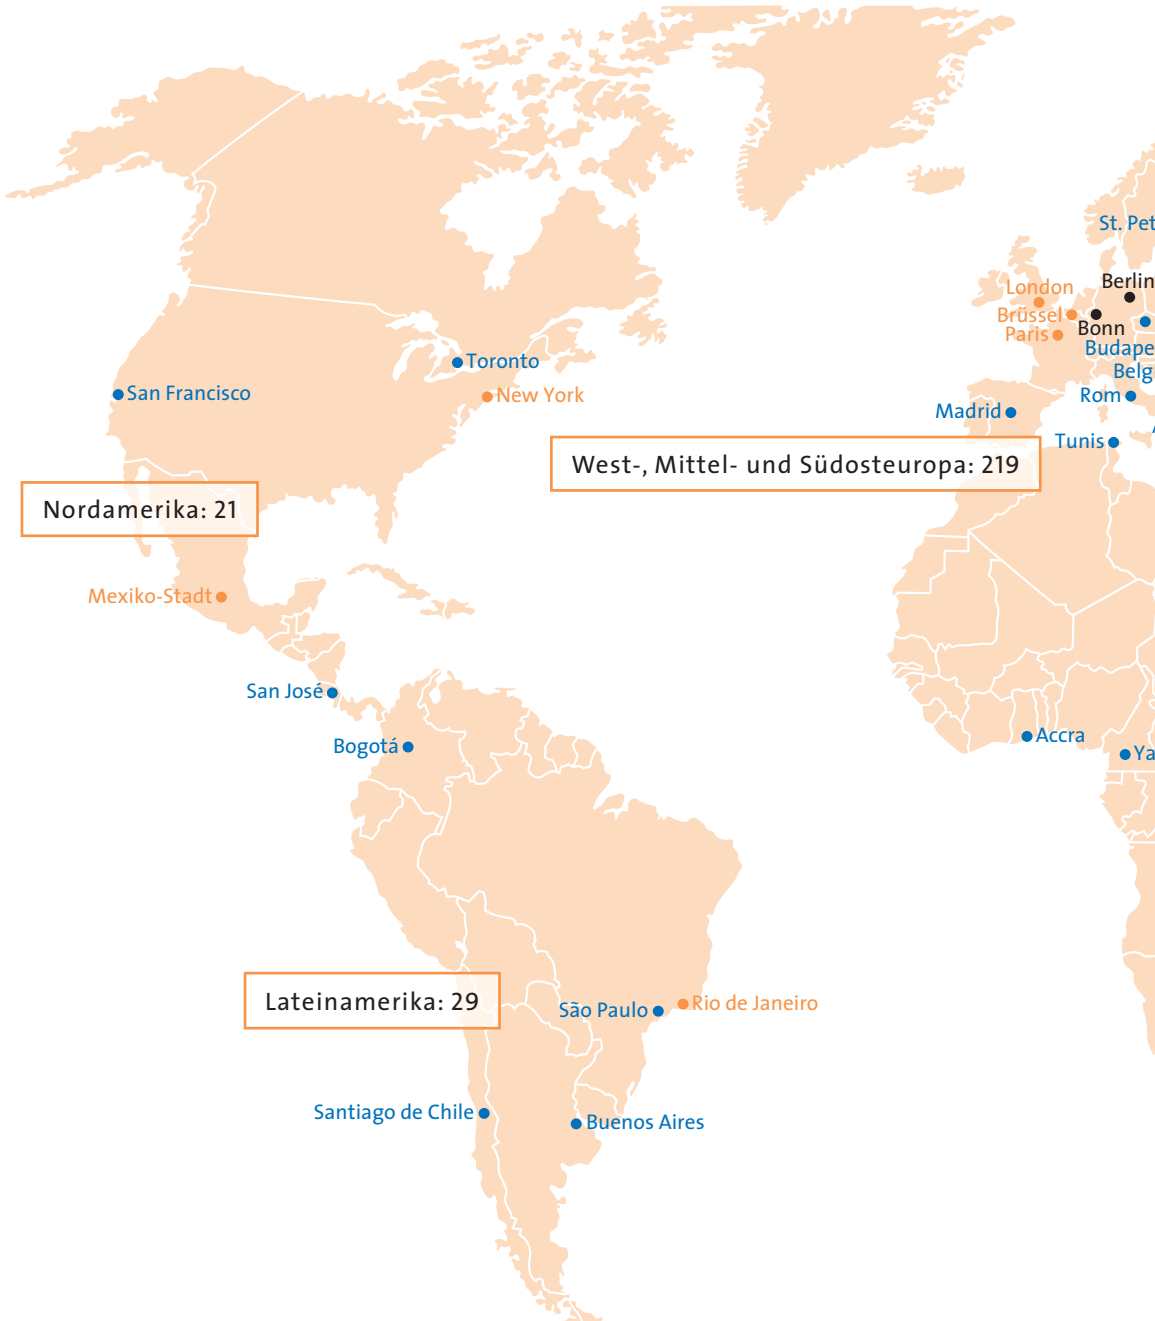 St. Pet
Berlin
London
Brüssel
Bonn
Paris
Budape
Belg
Toronto
San Francisco
New York
Rom
Madrid
Tunis
West-, Mittel- und Südosteuropa: 219
Nordamerika: 21
Mexiko-Stadt
San José
Bogotá
Accra
Ya
Lateinamerika: 29
São Paulo
Rio de Janeiro
Santiago de Chile
Buenos Aires